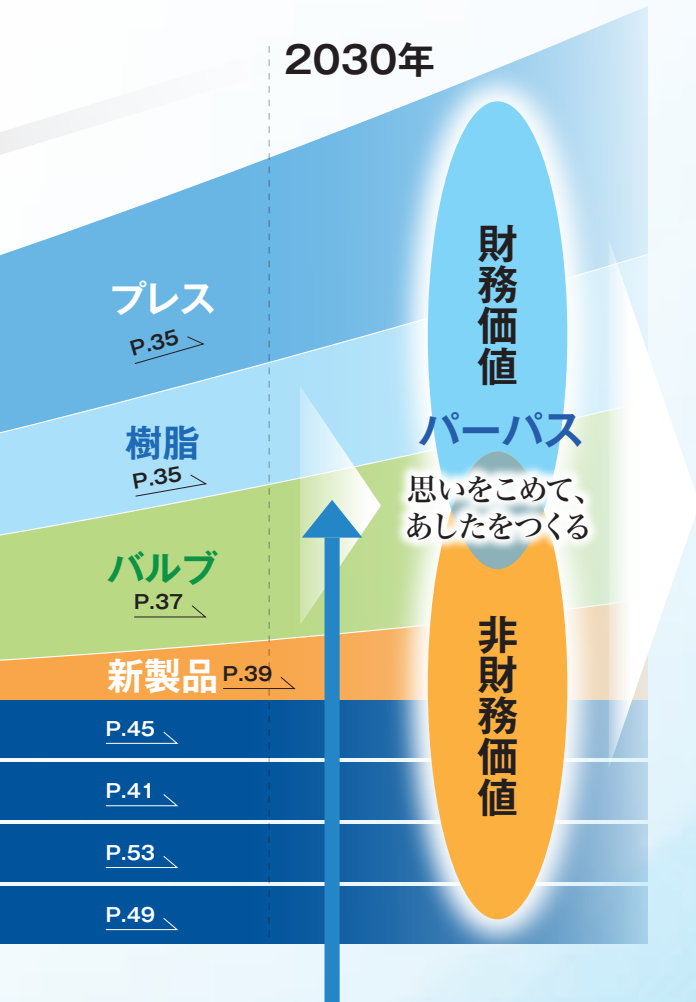 2030年
プレス
P.35
樹脂
P.35
バルブ
P.37
新製品 P.39
P.45
P.41
P.53
P.49
財務価値
パーパス
思いをこめて、
あしたをつくる
非財務価値